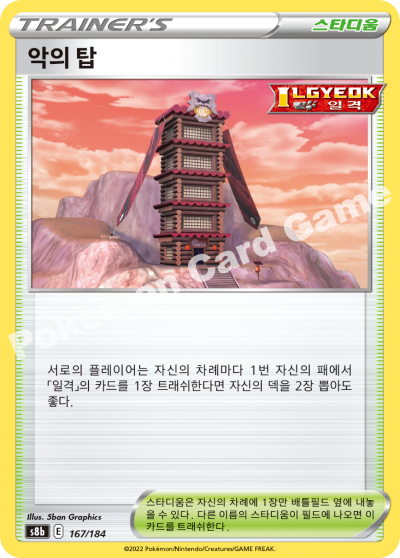 TRAINER'S
스타디움
악의 탑
ILGYEOK
일격
Pokémon Card Game
서로의 플레이어는 자신의 차례마다 1번 자신의 패에서
「일격」의 카드를 1장 트래쉬한다면 자신의 덱을 2장 뽑아도
좋다.
Illus. 5ban Graphics
s8b E 167/184
스타디움은 자신의 차례에 1장만 배틀필드 옆에 내놓
을 수 있다. 다른 이름의 스타디움이 필드에 나오면 이
카드를 트래쉬한다.
©2022 Pokémon/Nintendo/Creatures/GAME FREAK.